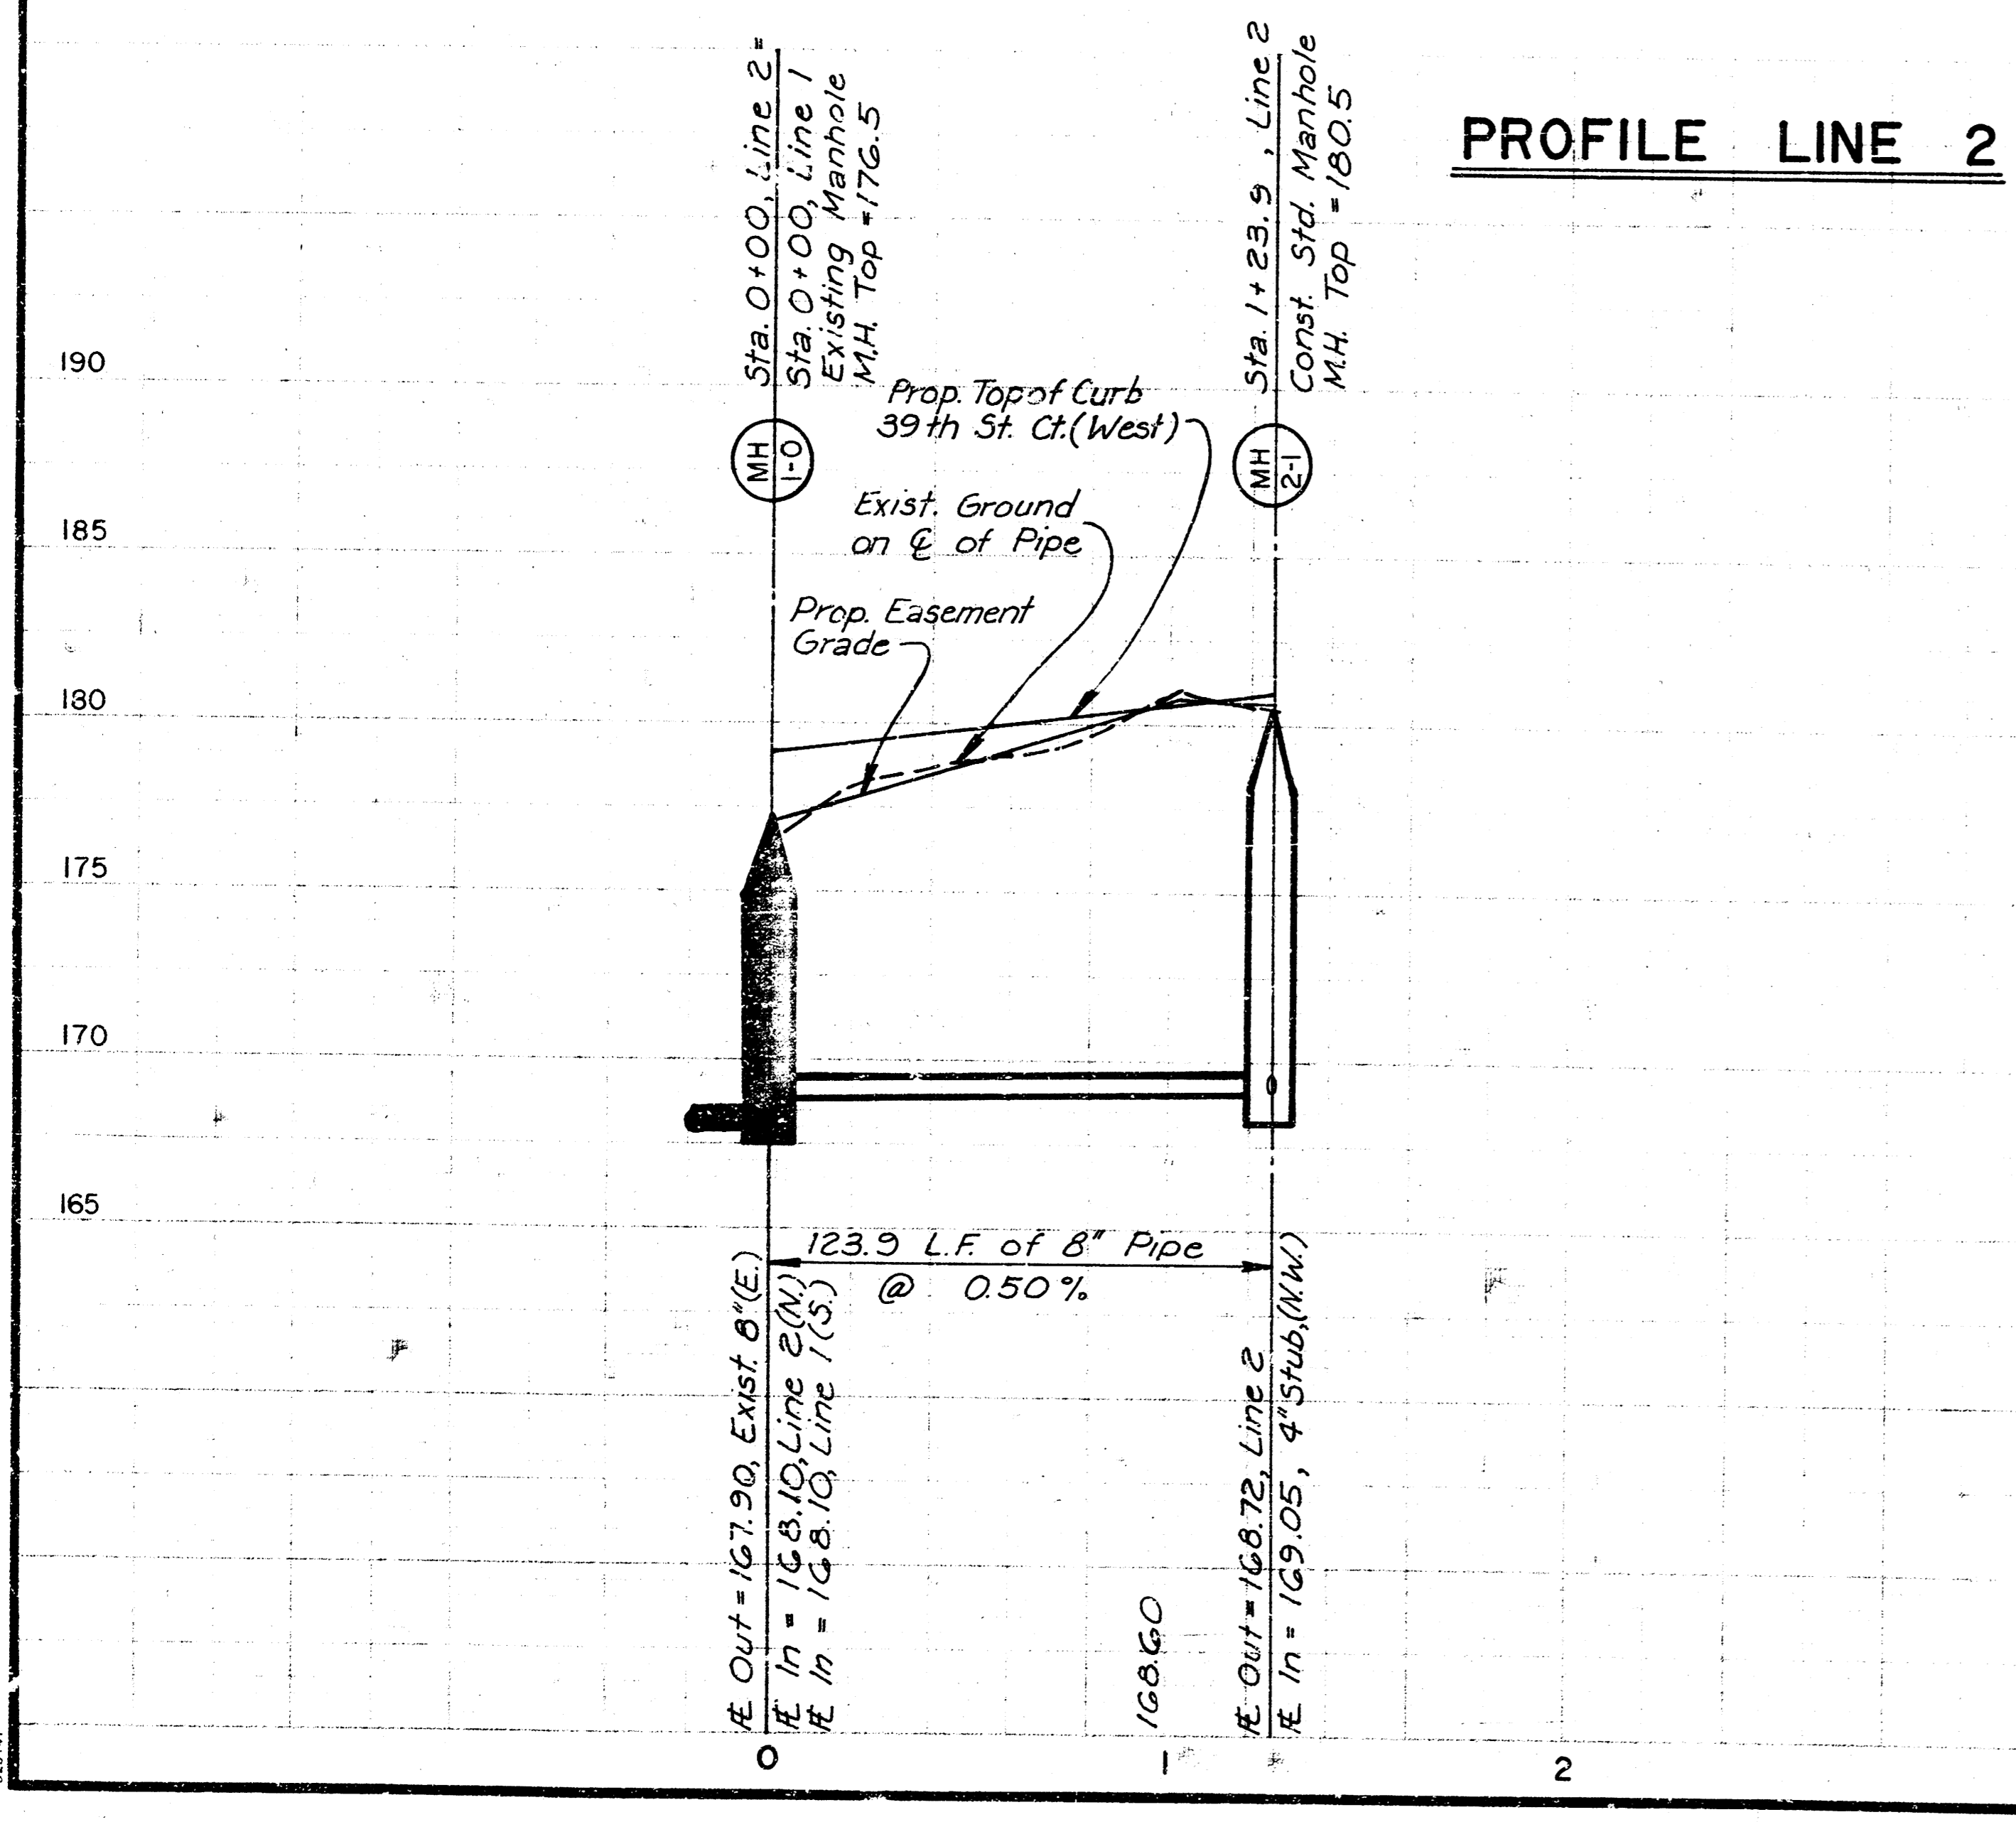 PROFILE LINE 2
Sta. 0+00, Line 2 =
Sta. 0+00, Line 1
Existing Manhole
M.H. Top = 176.5
Sta. 1+23.9, Line 2
Const. Std. Manhole
M.H. Top = 180.5
MH
1-0
MH
2-1
Prop. Top of Curb
39th St. Ct. (West)
Exist. Ground
on ℄ of Pipe
Prop. Easement
Grade
190
185
180
175
170
165
123.9 L.F. of 8" Pipe
@ 0.50%
Out = 167.90, Exist. 8" (E.)
In = 168.10, Line 2 (N.)
In = 168.10, Line 1 (S.)
168.60
Out = 168.72, Line 2
In = 169.05, 4" Stub, (N.W.)
0
1
2